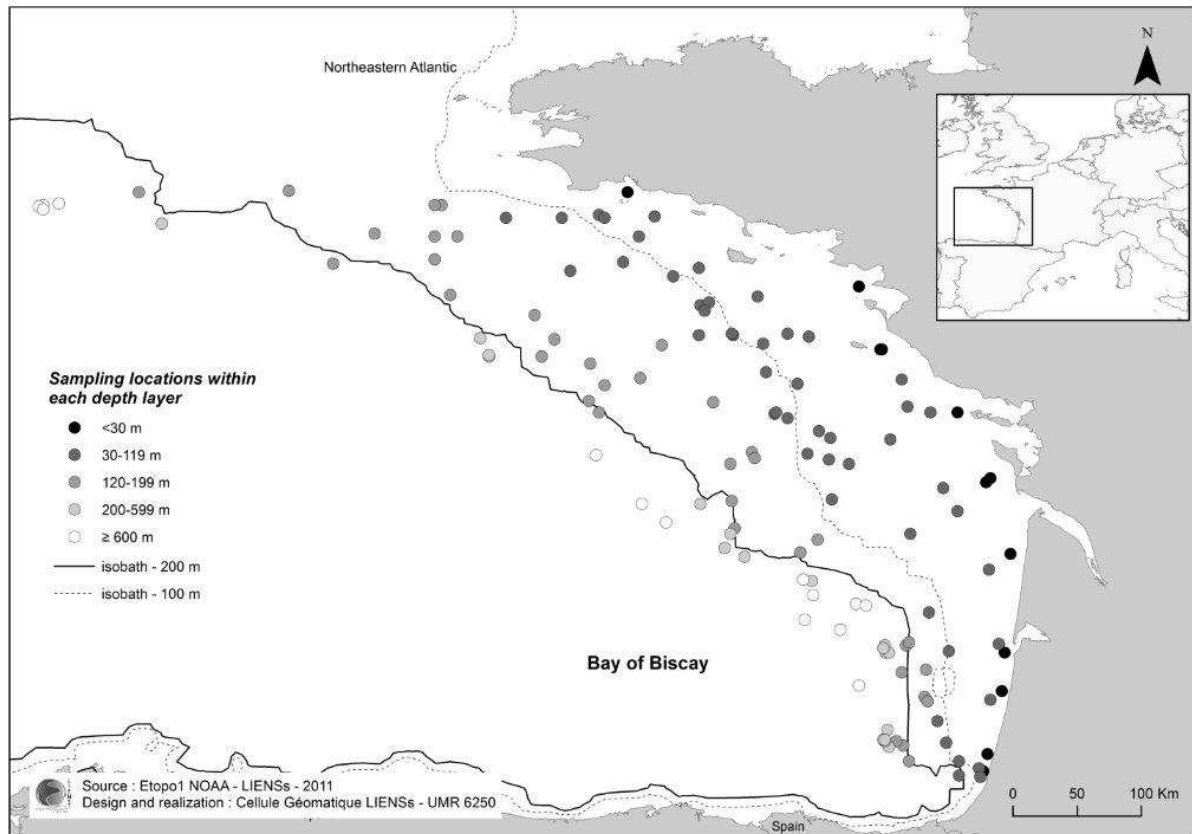 Northeastern Atlantic
N
Sampling locations within
each depth layer
<30 m
30-119 m
120-199 m
200-599 m
≥ 600 m
isobath - 200 m
isobath - 100 m
Bay of Biscay
Source : Etopo1 NOAA - LIENSs - 2011
Design and realization : Cellule Géomatique LIENSs - UMR 6250
Spain
0 50 100 Km